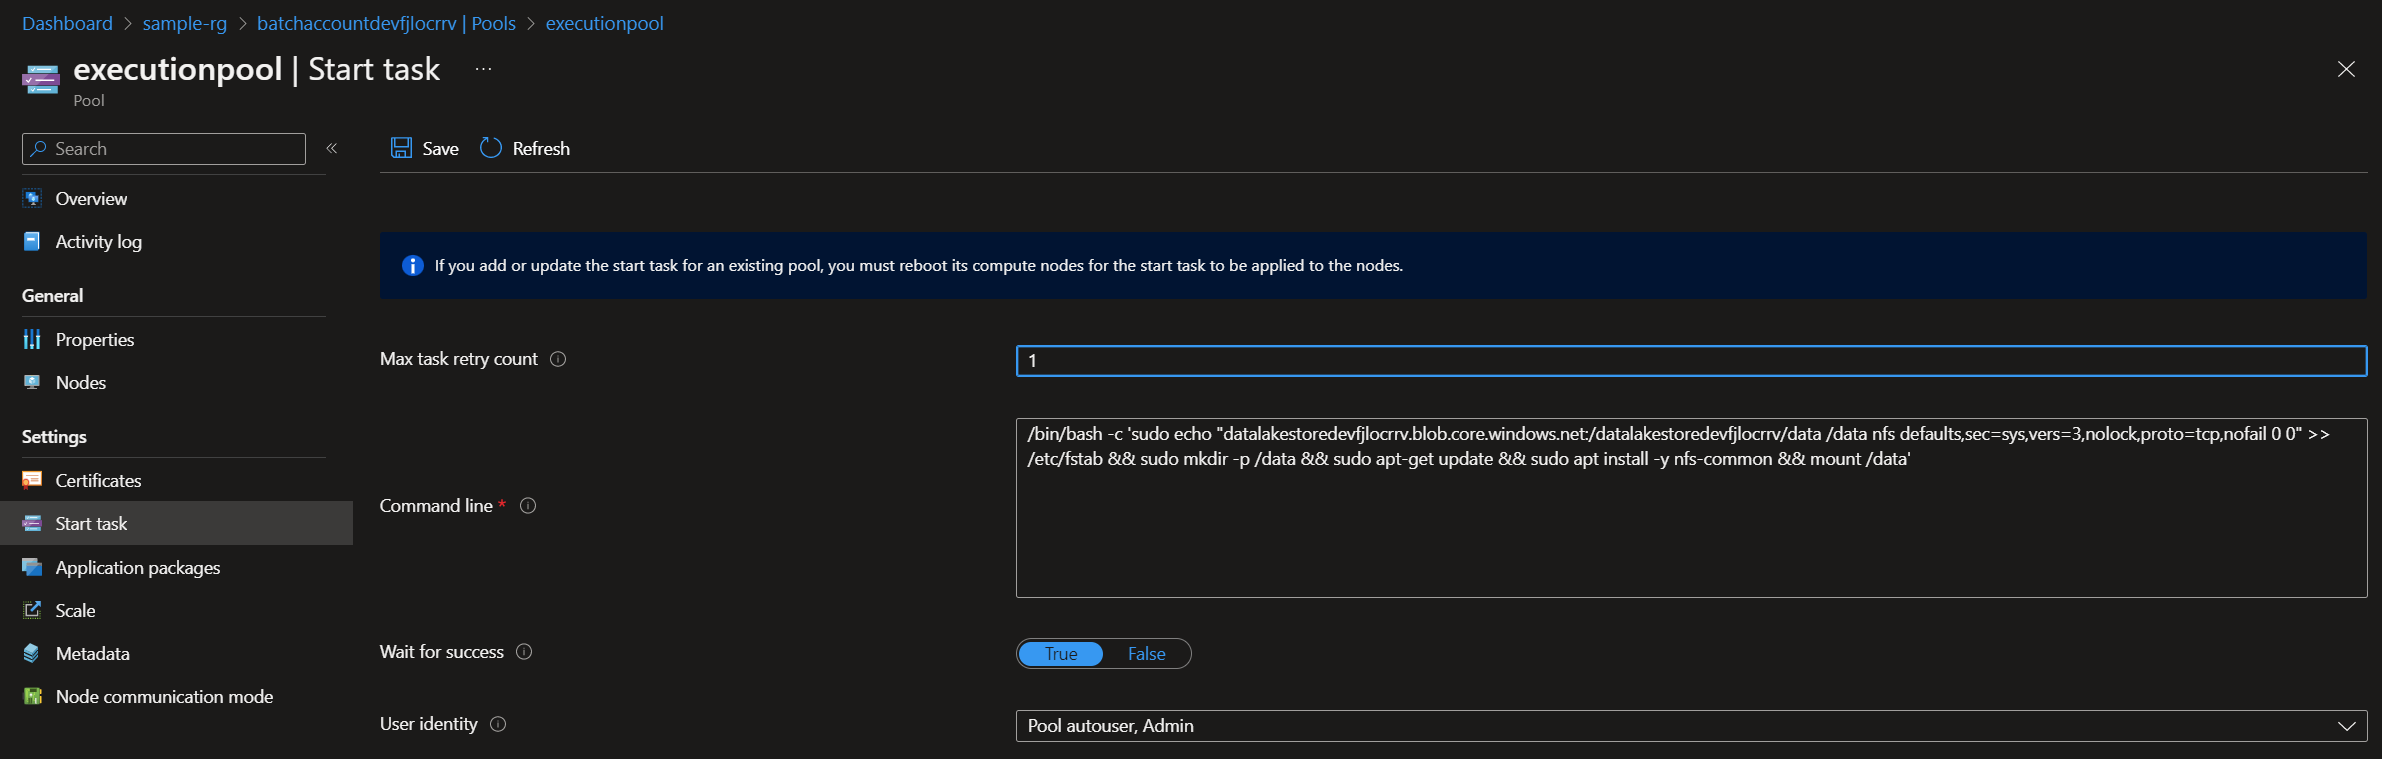 Dashboard > sample-rg > batchaccountdevfjlocrrv | Pools > executionpool
executionpool | Start task ...
Pool
Search «
Save Refresh
Overview
Activity log
If you add or update the start task for an existing pool, you must reboot its compute nodes for the start task to be applied to the nodes.
General
Properties
Nodes
Max task retry count
1
Settings
Certificates
Start task
Application packages
Scale
Metadata
Node communication mode
Command line *
/bin/bash -c 'sudo echo "datalakestoredevfjlocrrv.blob.core.windows.net:/datalakestoredevfjlocrrv/data /data nfs defaults,sec=sys,vers=3,nolock,proto=tcp,nofail 0 0" >>
/etc/fstab && sudo mkdir -p /data && sudo apt-get update && sudo apt install -y nfs-common && mount /data'
Wait for success
True False
User identity
Pool autouser, Admin